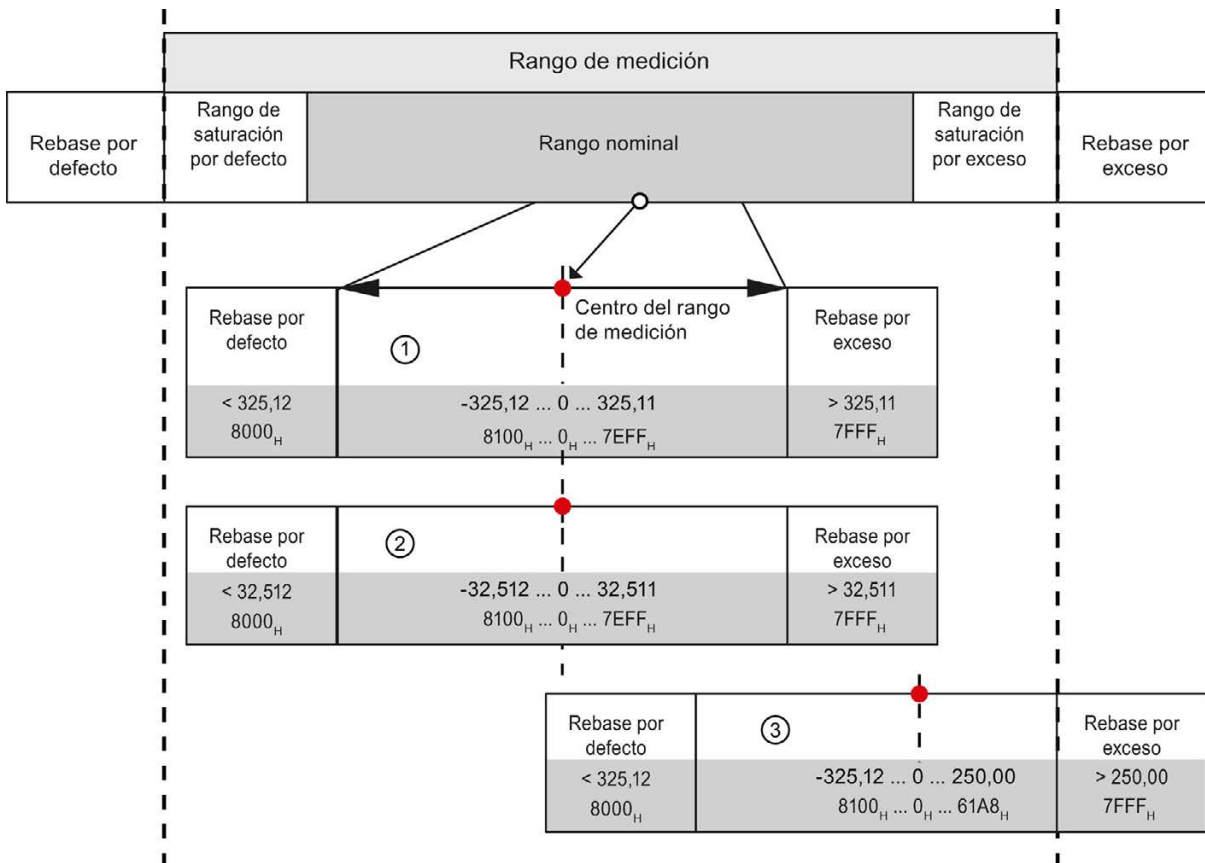 Rango de medición
Rebase por
defecto
Rango de
saturación
por defecto
Rango nominal
Rango de
saturación
por exceso
Rebase por
exceso
Rebase por
defecto
①
Centro del rango
de medición
Rebase por
exceso
< 325,12
8000H
-325,12 ... 0 ... 325,11
8100H ... 0H ... 7EFFH
> 325,11
7FFFH
Rebase por
defecto
②
Rebase por
exceso
< 32,512
8000H
-32,512 ... 0 ... 32,511
8100H ... 0H ... 7EFFH
> 32,511
7FFFH
Rebase por
defecto
③
Rebase por
exceso
< 325,12
8000H
-325,12 ... 0 ... 250,00
8100H ... 0H ... 61A8H
> 250,00
7FFFH